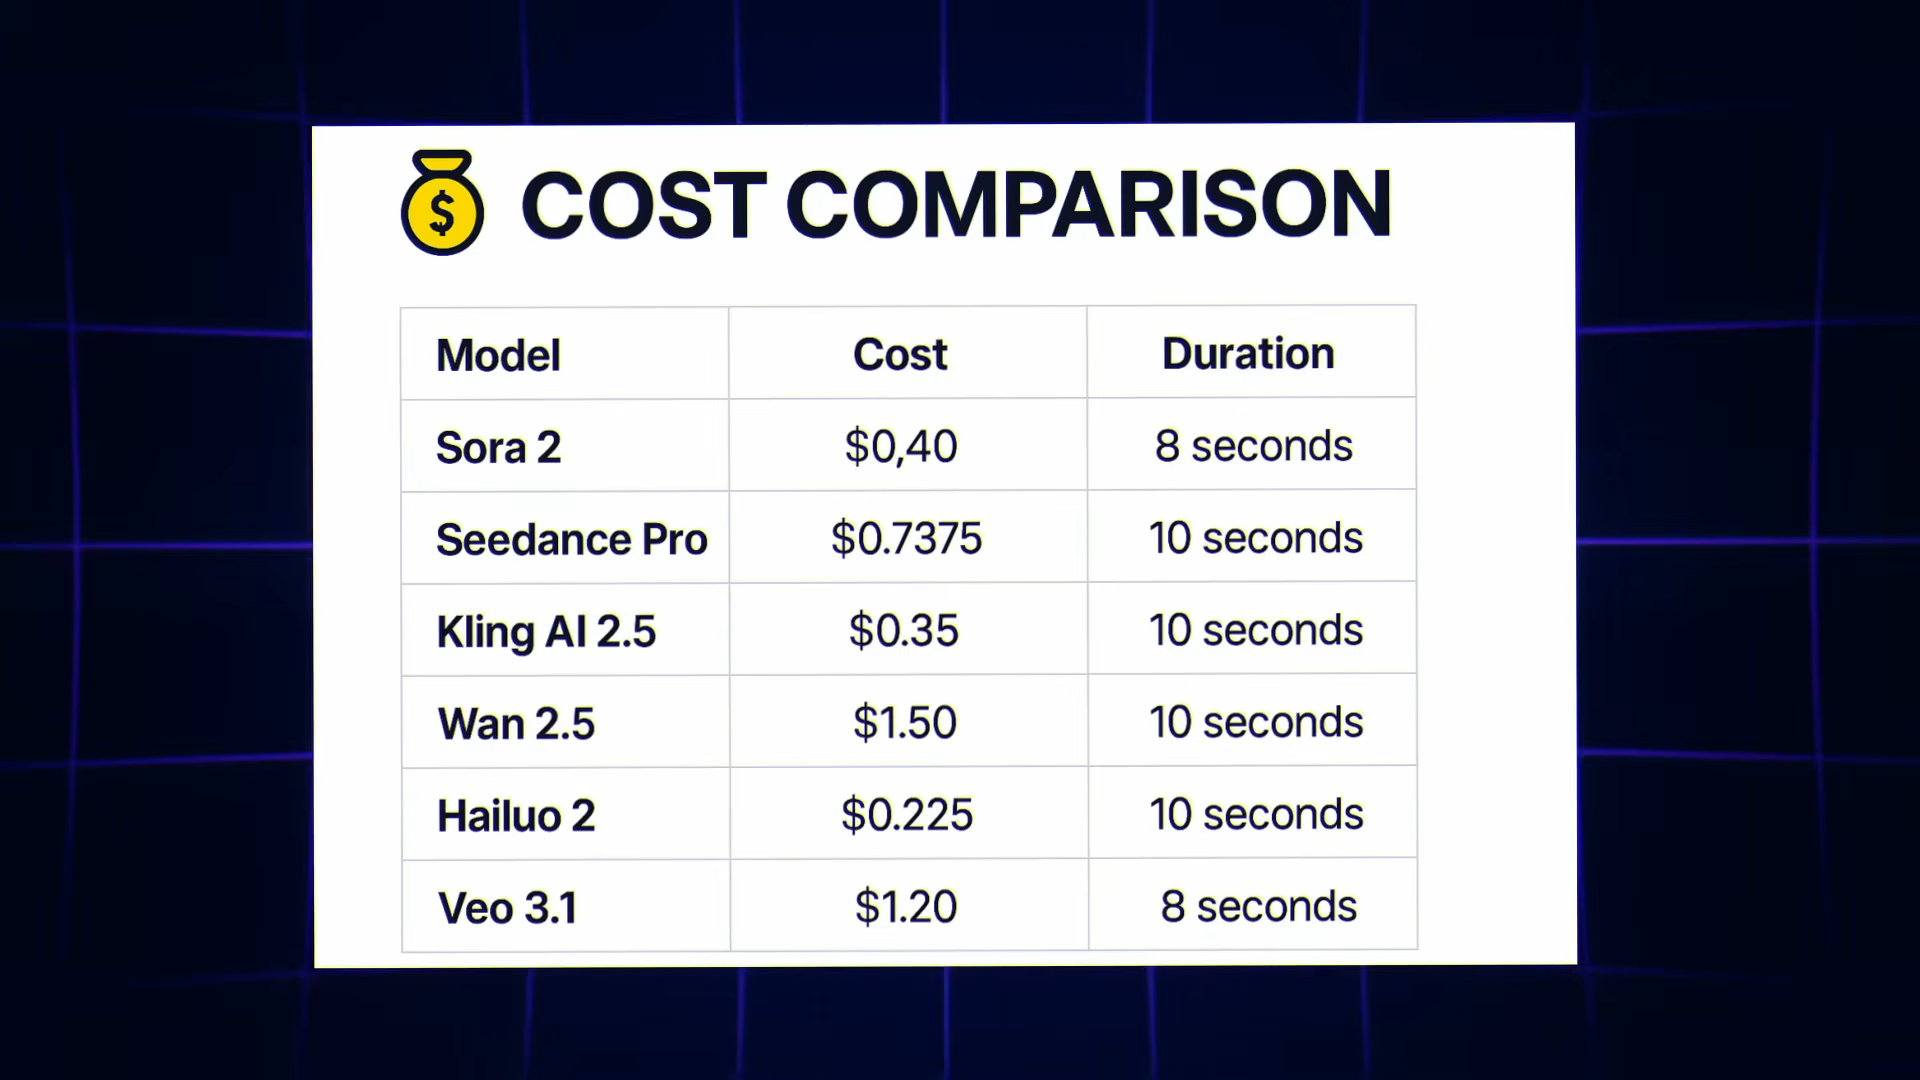 $ COST COMPARISON
Model Cost Duration
Sora 2 $0,40 8 seconds
Seedance Pro $0.7375 10 seconds
Kling AI 2.5 $0.35 10 seconds
Wan 2.5 $1.50 10 seconds
Hailuo 2 $0.225 10 seconds
Veo 3.1 $1.20 8 seconds